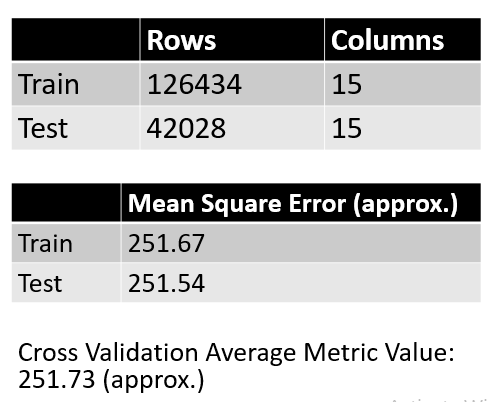 Rows Columns
Train 126434 15
Test 42028 15
Mean Square Error (approx.)
Train 251.67
Test 251.54
Cross Validation Average Metric Value:
251.73 (approx.)